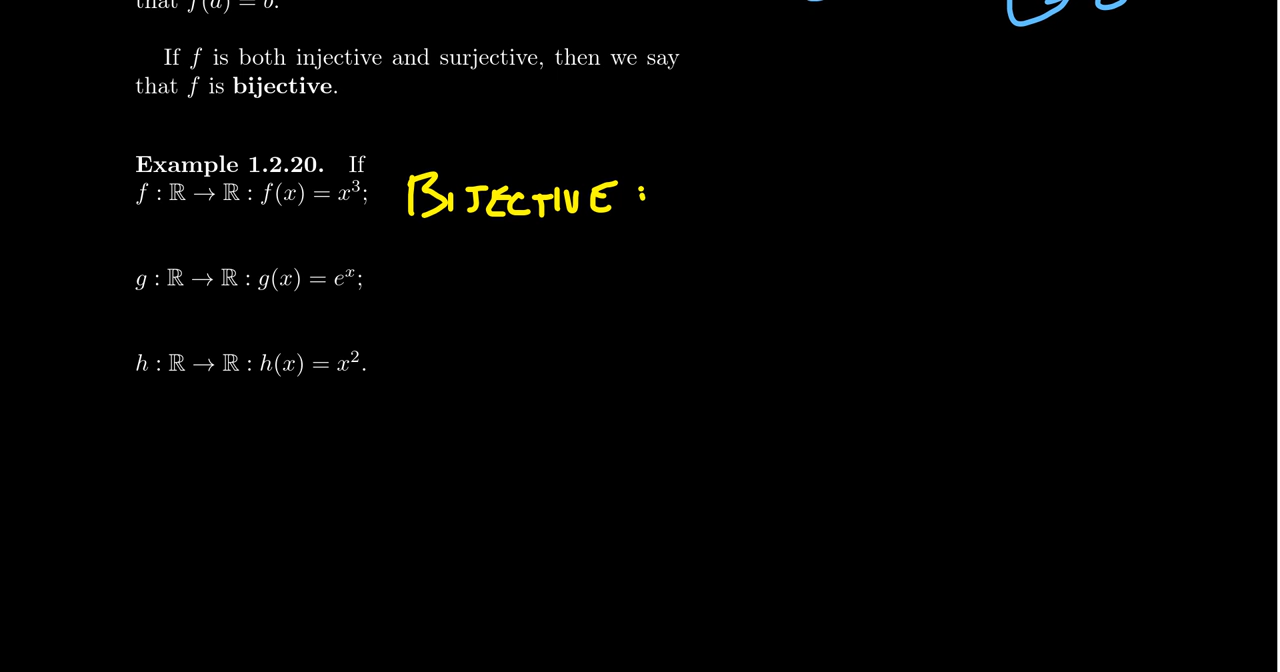 that f(a) = b.
If f is both injective and surjective, then we say
that f is bijective.
Example 1.2.20. If
f : ℝ → ℝ : f(x) = x³; BIJECTIVE :
g : ℝ → ℝ : g(x) = eˣ;
h : ℝ → ℝ : h(x) = x².